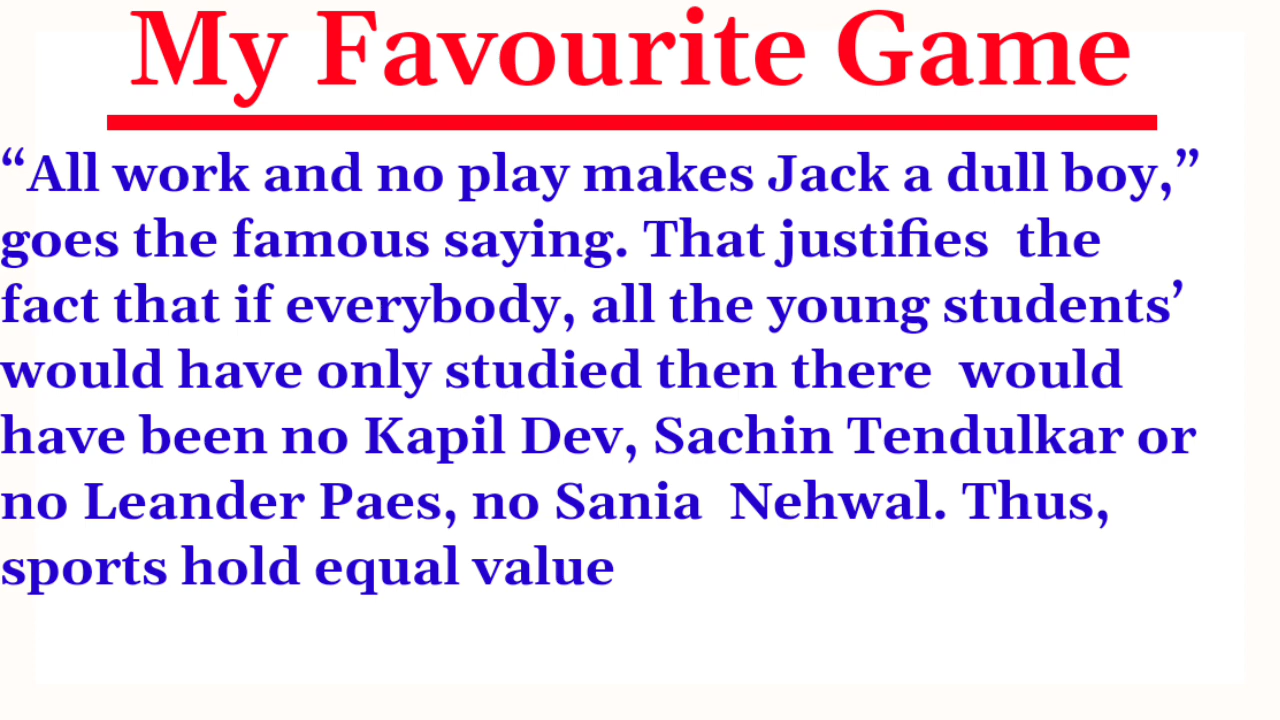 My Favourite Game
“All work and no play makes Jack a dull boy,”
goes the famous saying. That justifies  the
fact that if everybody, all the young students’
would have only studied then there  would
have been no Kapil Dev, Sachin Tendulkar or
no Leander Paes, no Sania  Nehwal. Thus,
sports hold equal value